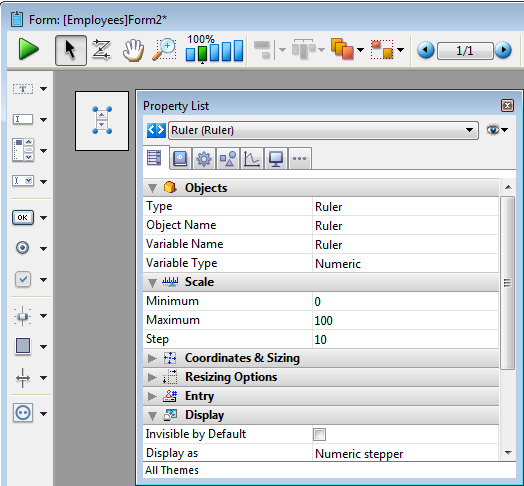 Form: [Employees]Form2*
100%
1/1
Property List
Ruler (Ruler)
Objects
Type Ruler
Object Name Ruler
Variable Name Ruler
Variable Type Numeric
Scale
Minimum 0
Maximum 100
Step 10
Coordinates & Sizing
Resizing Options
Entry
Display
Invisible by Default
Display as Numeric stepper
All Themes
OK